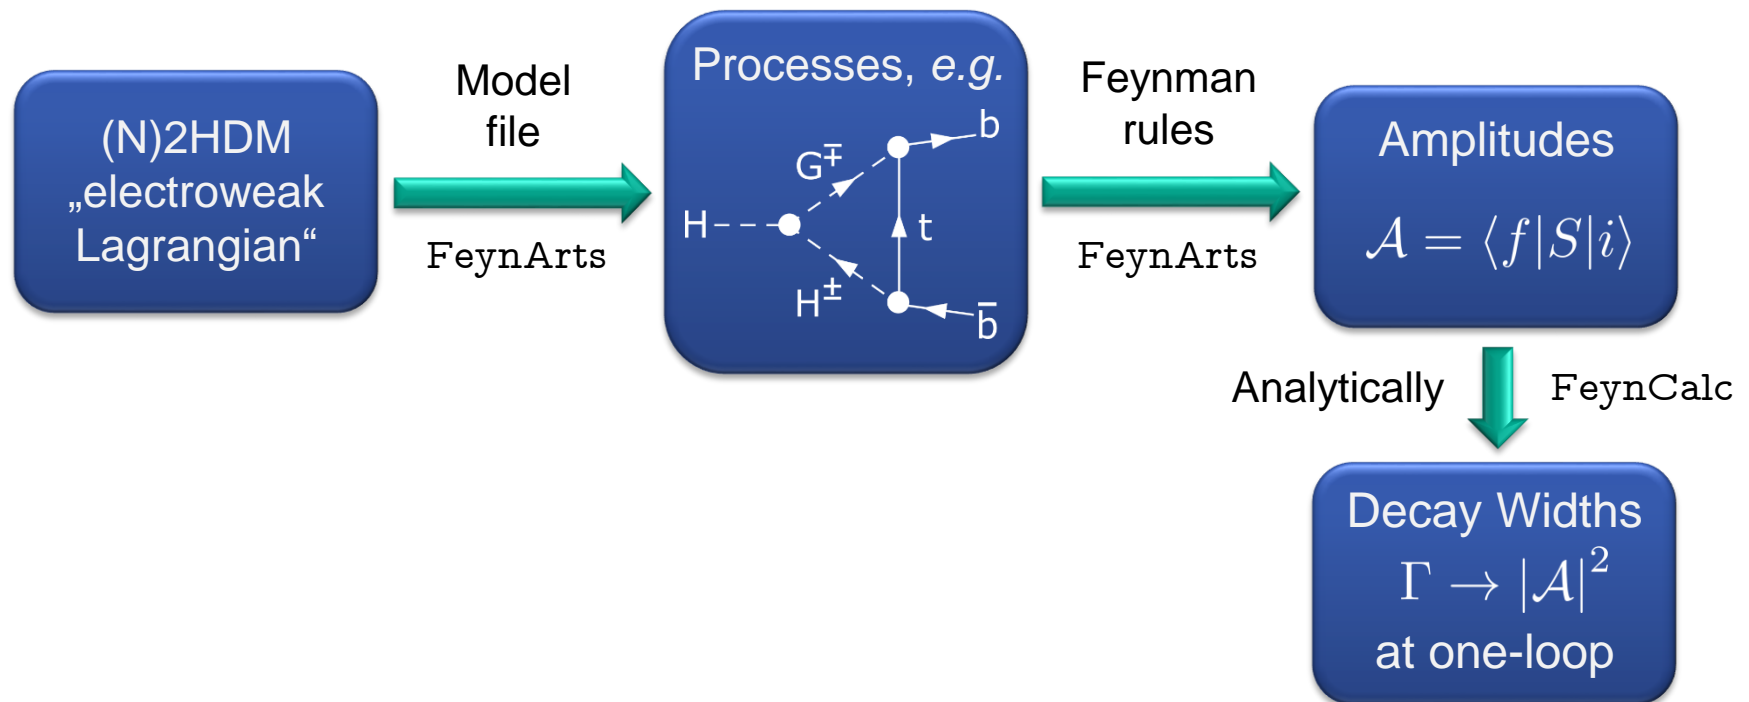 (N)2HDM
„electroweak
Lagrangian“
Model
file
FeynArts
Processes, e.g.
H
G∓
H±
t
b
b̄
Feynman
rules
FeynArts
Amplitudes
𝒜 = ⟨f|S|i⟩
Analytically
FeynCalc
Decay Widths
Γ → |𝒜|²
at one-loop